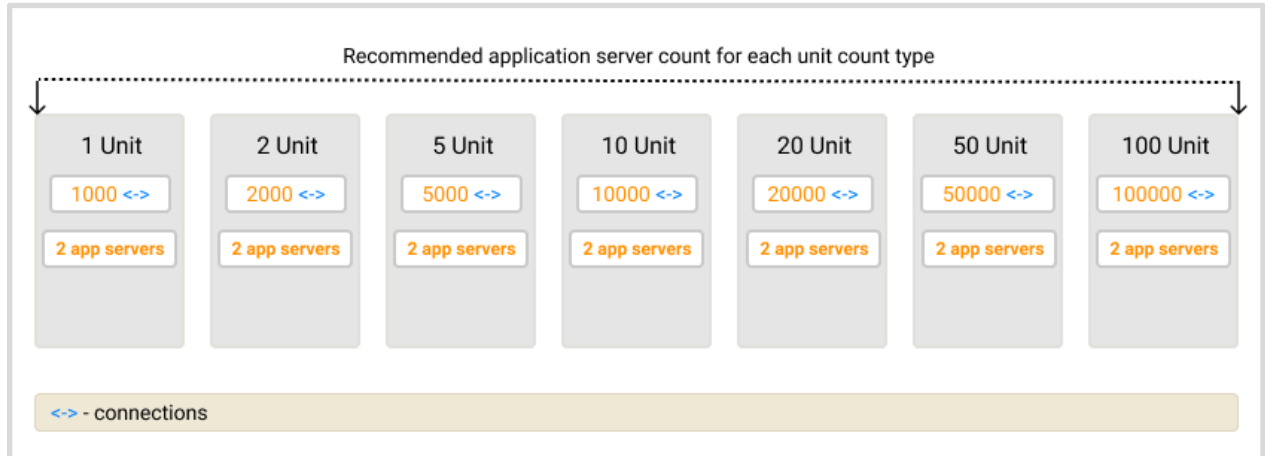 Recommended application server count for each unit count type
1 Unit
1000 <->
2 app servers
2 Unit
2000 <->
2 app servers
5 Unit
5000 <->
2 app servers
10 Unit
10000 <->
2 app servers
20 Unit
20000 <->
2 app servers
50 Unit
50000 <->
2 app servers
100 Unit
100000 <->
2 app servers
<-> - connections